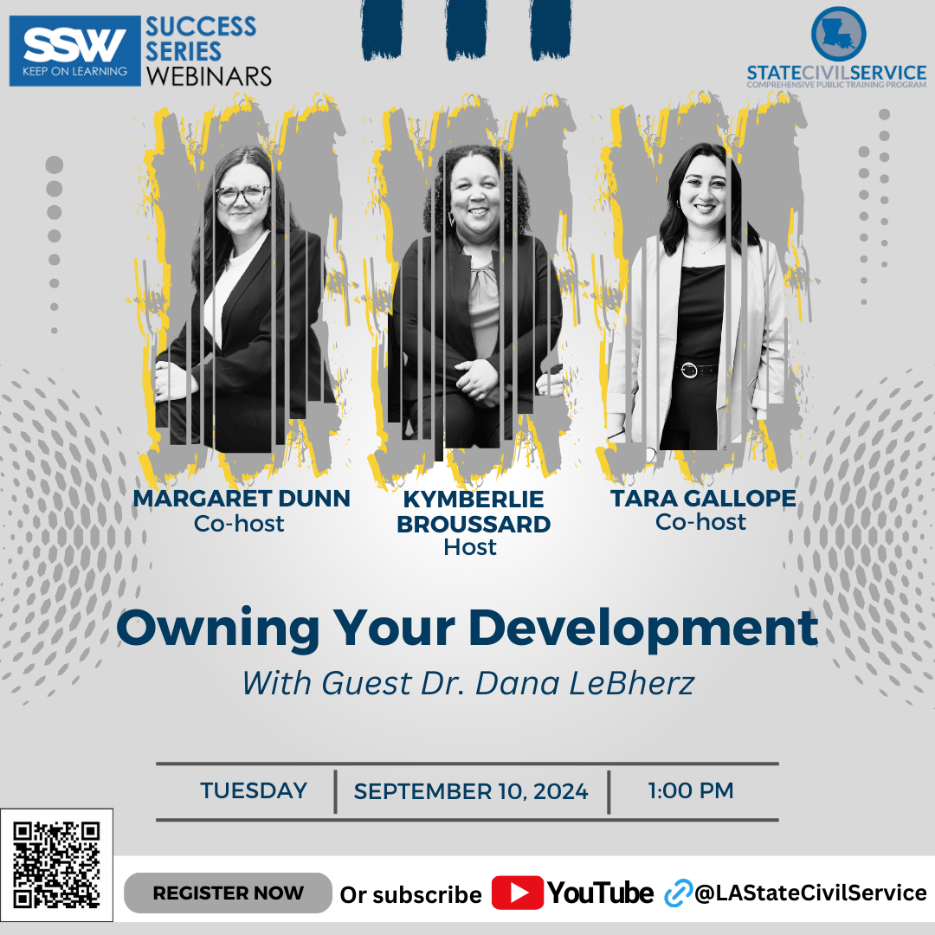 SSW
KEEP ON LEARNING
SUCCESS
SERIES
WEBINARS
STATECIVILSERVICE
COMPREHENSIVE PUBLIC TRAINING PROGRAM
MARGARET DUNN
Co-host
KYMBERLIE
BROUSSARD
Host
TARA GALLOPE
Co-host
Owning Your Development
With Guest Dr. Dana LeBherz
TUESDAY
SEPTEMBER 10, 2024
1:00 PM
REGISTER NOW
Or subscribe
YouTube
@LAStateCivilService